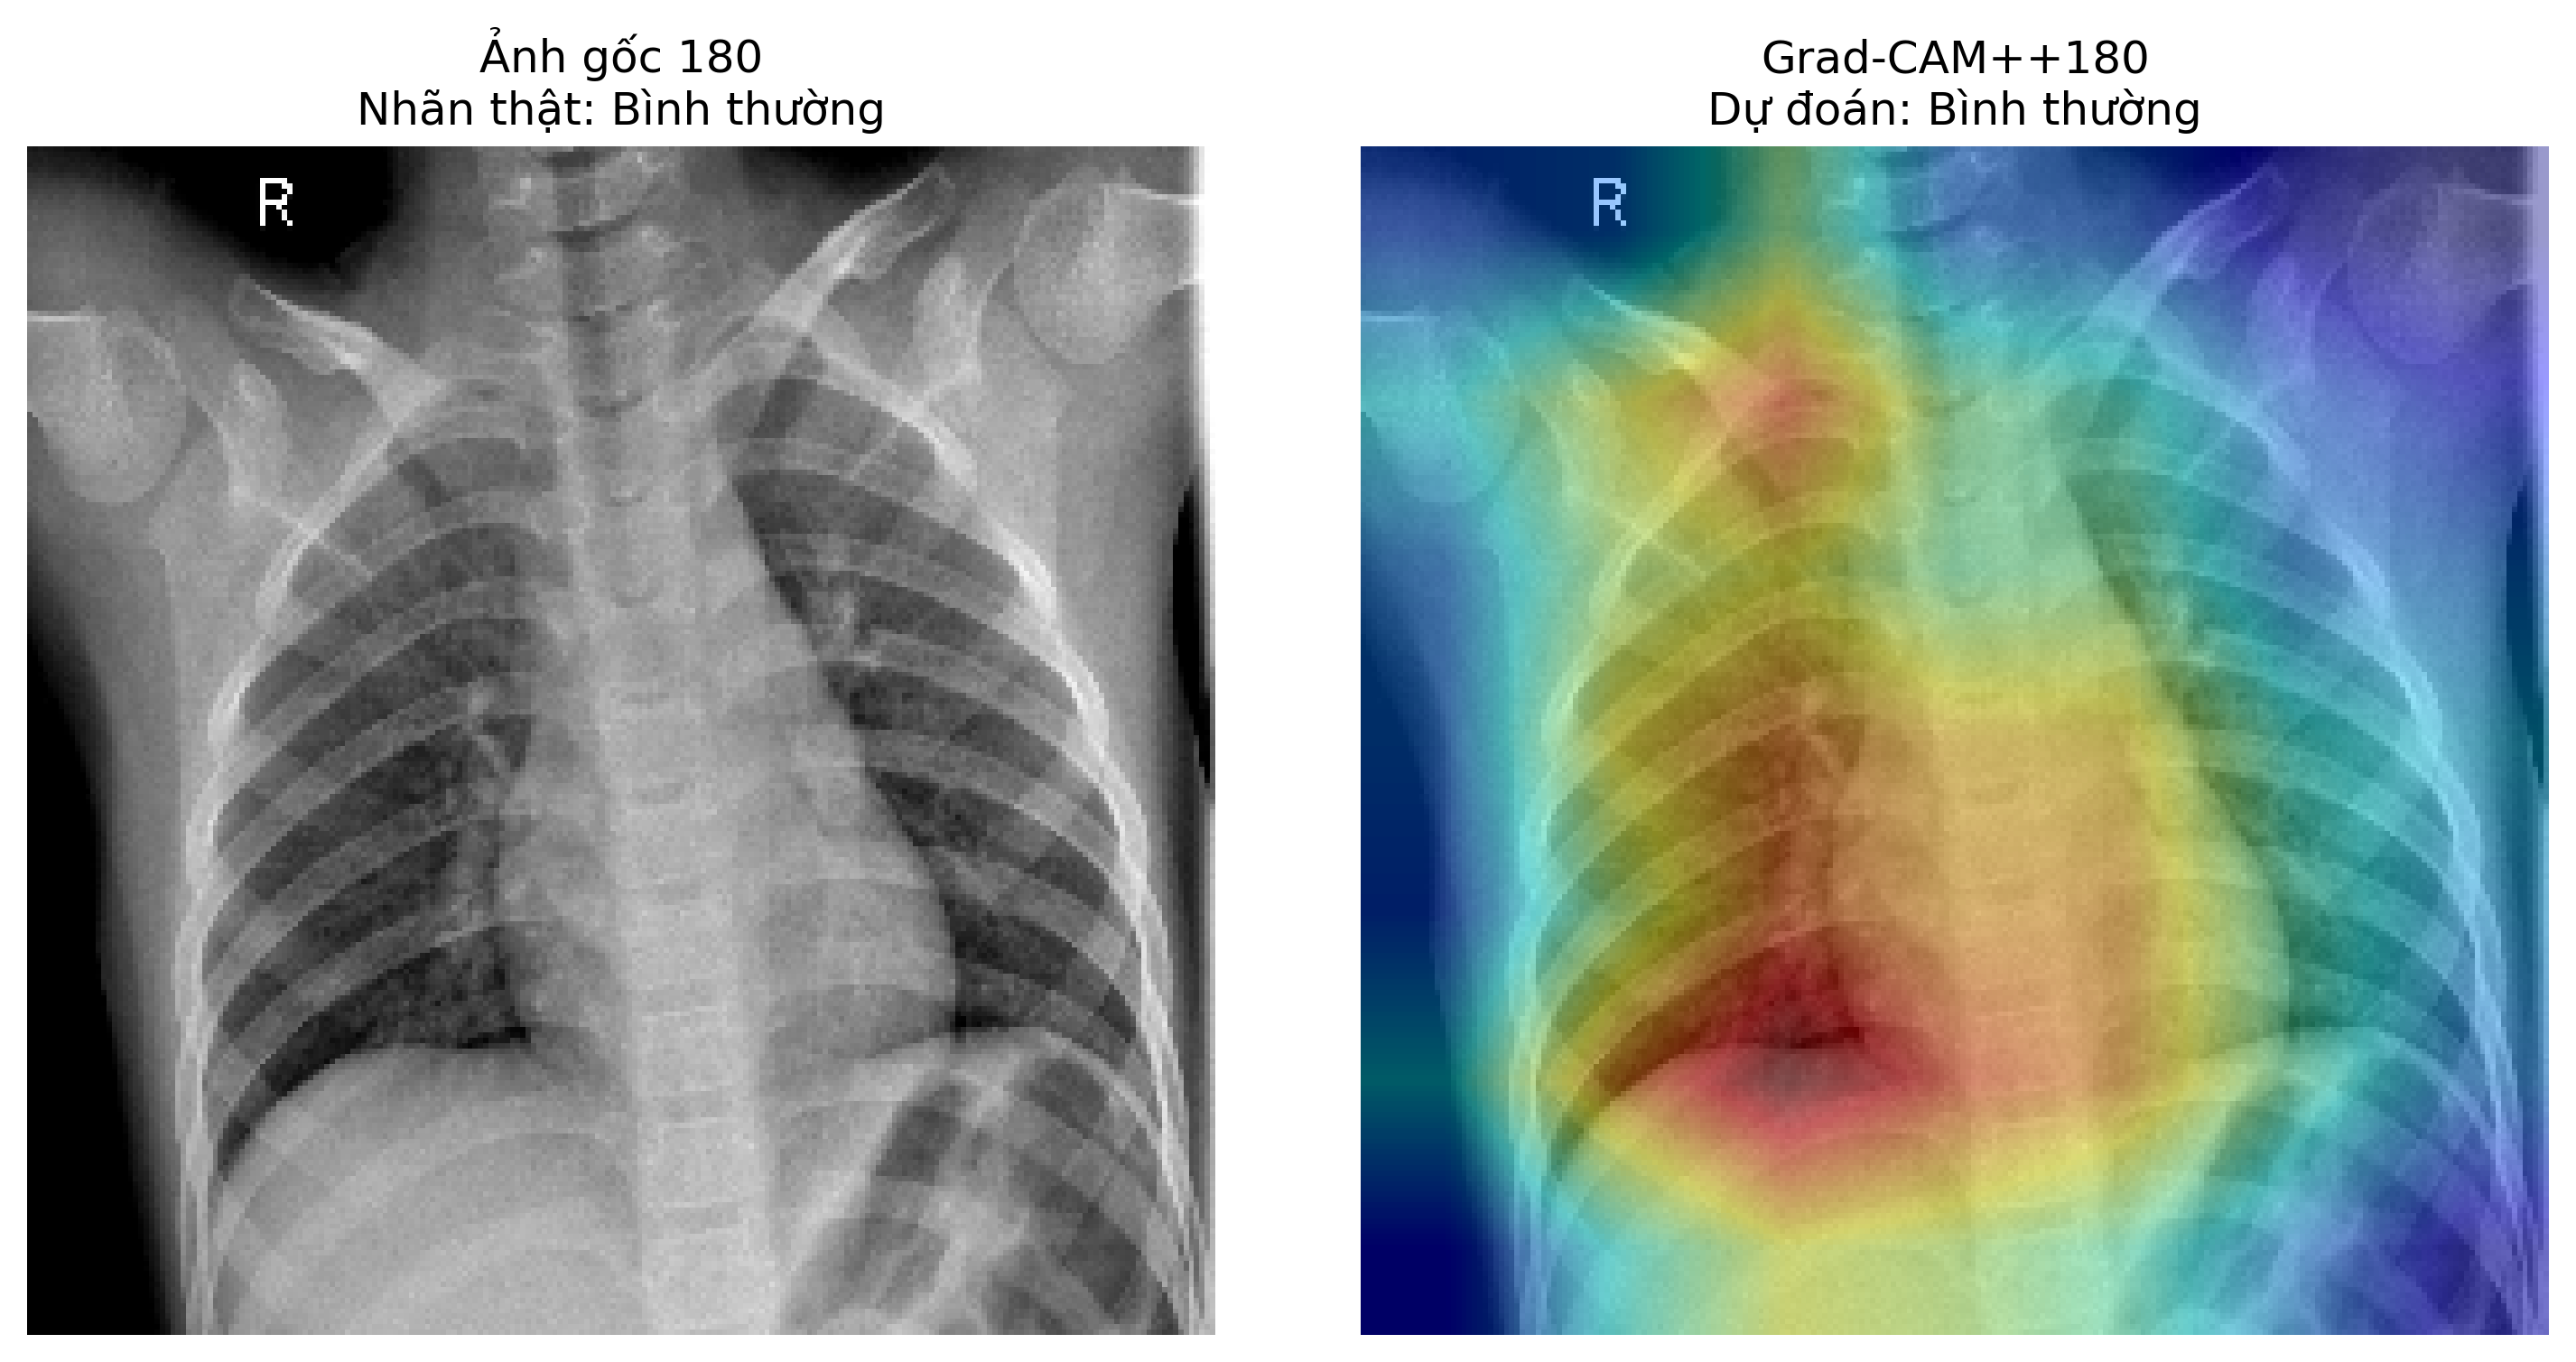 Ảnh gốc 180
Nhãn thật: Bình thường
R
Grad-CAM++180
Dự đoán: Bình thường
R